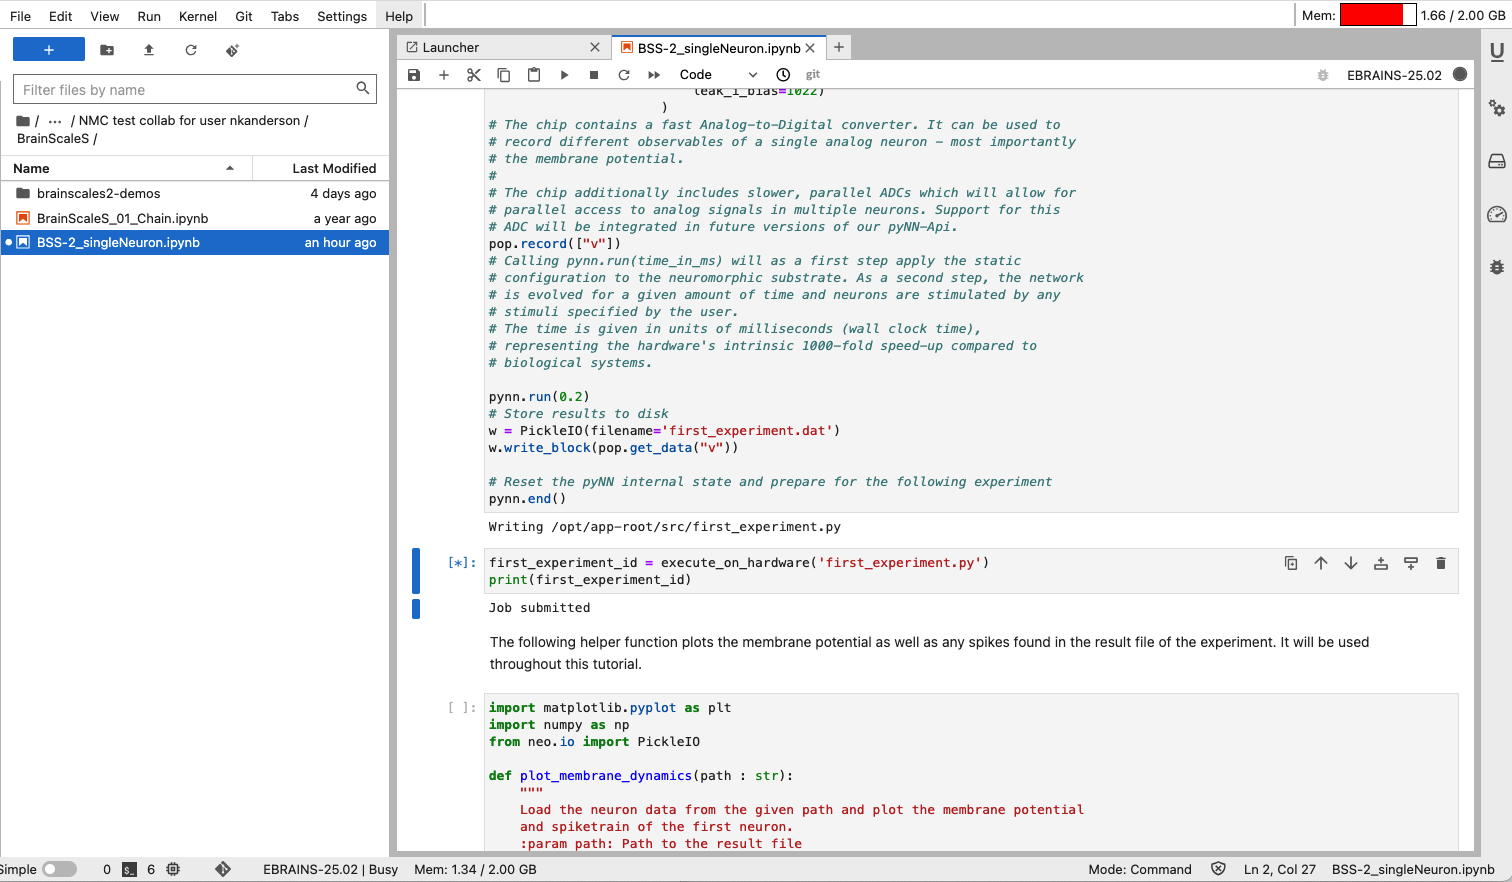 File Edit View Run Kernel Git Tabs Settings Help
Mem: 1.66 / 2.00 GB
+
Filter files by name
/ ··· / NMC test collab for user nkanderson /
BrainScaleS /
Name Last Modified
brainscales2-demos 4 days ago
BrainScaleS_01_Chain.ipynb a year ago
BSS-2_singleNeuron.ipynb an hour ago
Launcher
BSS-2_singleNeuron.ipynb
Code
git
EBRAINS-25.02
leak_i_bias=1022)
)
# The chip contains a fast Analog-to-Digital converter. It can be used to
# record different observables of a single analog neuron - most importantly
# the membrane potential.
#
# The chip additionally includes slower, parallel ADCs which will allow for
# parallel access to analog signals in multiple neurons. Support for this
# ADC will be integrated in future versions of our pyNN-Api.
pop.record(["v"])
# Calling pynn.run(time_in_ms) will as a first step apply the static
# configuration to the neuromorphic substrate. As a second step, the network
# is evolved for a given amount of time and neurons are stimulated by any
# stimuli specified by the user.
# The time is given in units of milliseconds (wall clock time),
# representing the hardware's intrinsic 1000-fold speed-up compared to
# biological systems.
pynn.run(0.2)
# Store results to disk
w = PickleIO(filename='first_experiment.dat')
w.write_block(pop.get_data("v"))
# Reset the pyNN internal state and prepare for the following experiment
pynn.end()
Writing /opt/app-root/src/first_experiment.py
[*]: first_experiment_id = execute_on_hardware('first_experiment.py')
print(first_experiment_id)
Job submitted
The following helper function plots the membrane potential as well as any spikes found in the result file of the experiment. It will be used
throughout this tutorial.
[ ]: import matplotlib.pyplot as plt
import numpy as np
from neo.io import PickleIO
def plot_membrane_dynamics(path : str):
"""
Load the neuron data from the given path and plot the membrane potential
and spiketrain of the first neuron.
:param path: Path to the result file
Simple 0 6 EBRAINS-25.02 | Busy Mem: 1.34 / 2.00 GB Mode: Command Ln 2, Col 27 BSS-2_singleNeuron.ipynb